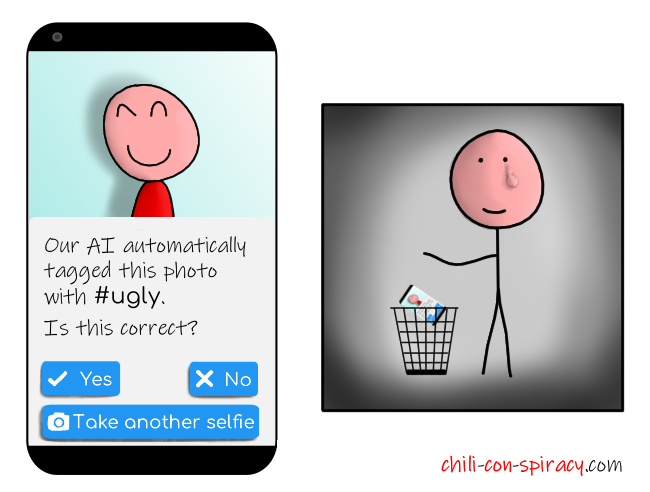 Our AI automatically
tagged this photo
with #ugly.
Is this correct?
Yes
No
Take another selfie
chili-con-spiracy.com